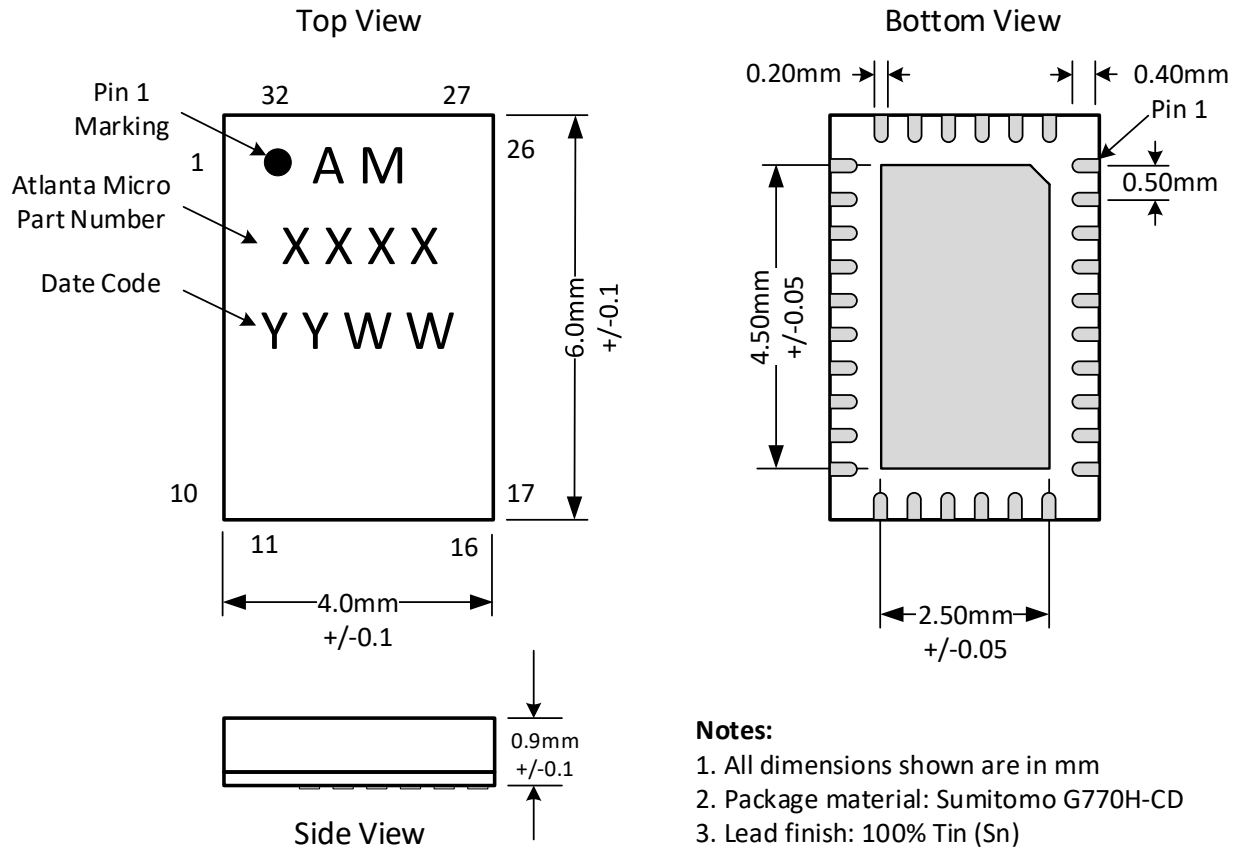 Top View
Bottom View
Pin 1
Marking
32
27
1
26
A M
Atlanta Micro
Part Number
X X X X
Date Code
Y Y W W
6.0mm
+/-0.1
10
17
11
16
4.0mm
+/-0.1
0.20mm
0.40mm
Pin 1
0.50mm
4.50mm
+/-0.05
2.50mm
+/-0.05
0.9mm
+/-0.1
Side View
Notes:
1. All dimensions shown are in mm
2. Package material: Sumitomo G770H-CD
3. Lead finish: 100% Tin (Sn)